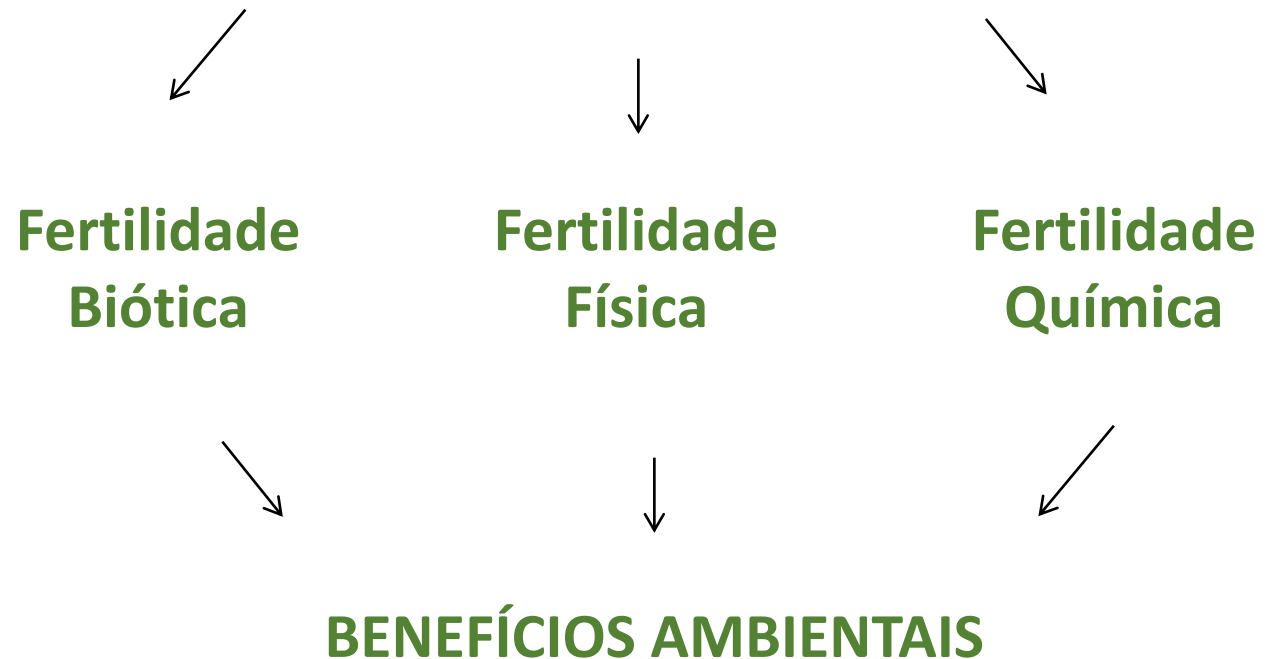 Fertilidade
Biótica
Fertilidade
Física
Fertilidade
Química
BENEFÍCIOS AMBIENTAIS